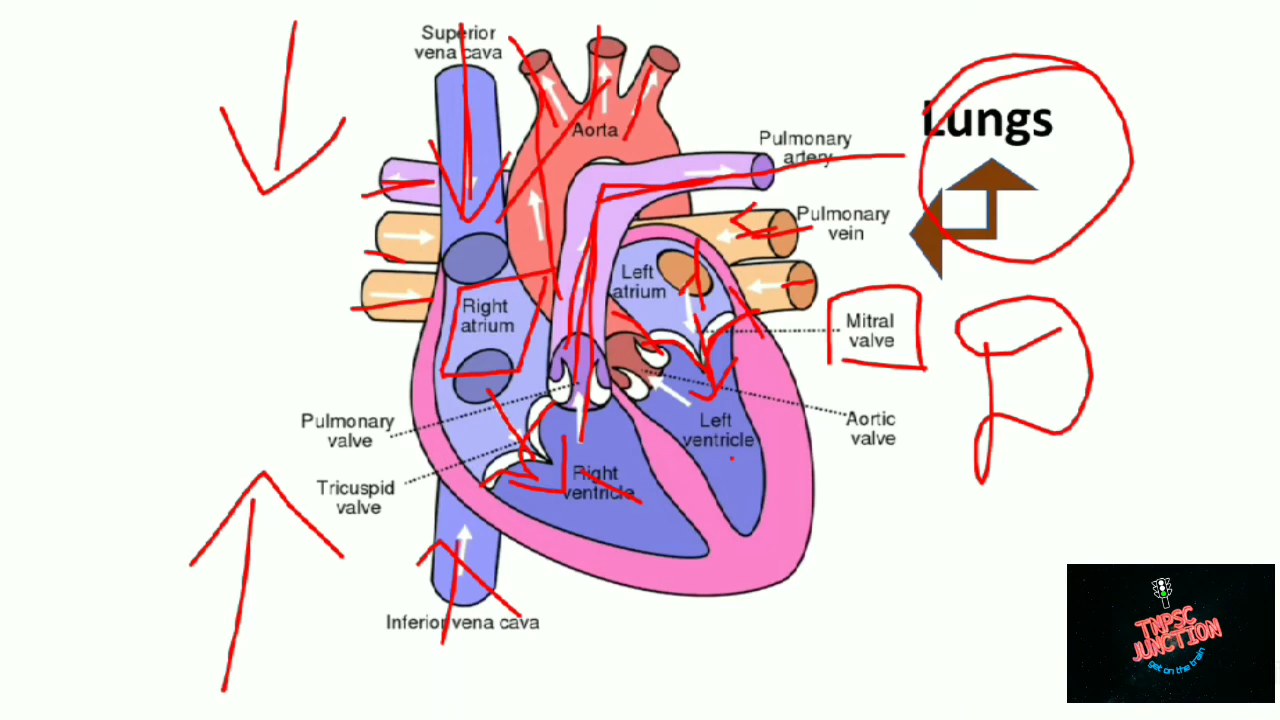 Superior
vena cava
Aorta
Pulmonary
artery
Lungs
Pulmonary
vein
Left
atrium
Right
atrium
Mitral
valve
Pulmonary
valve
Left
ventricle
Aortic
valve
Tricuspid
valve
Right
ventricle
Inferior vena cava
TNPSC
JUNCTION
get on the train